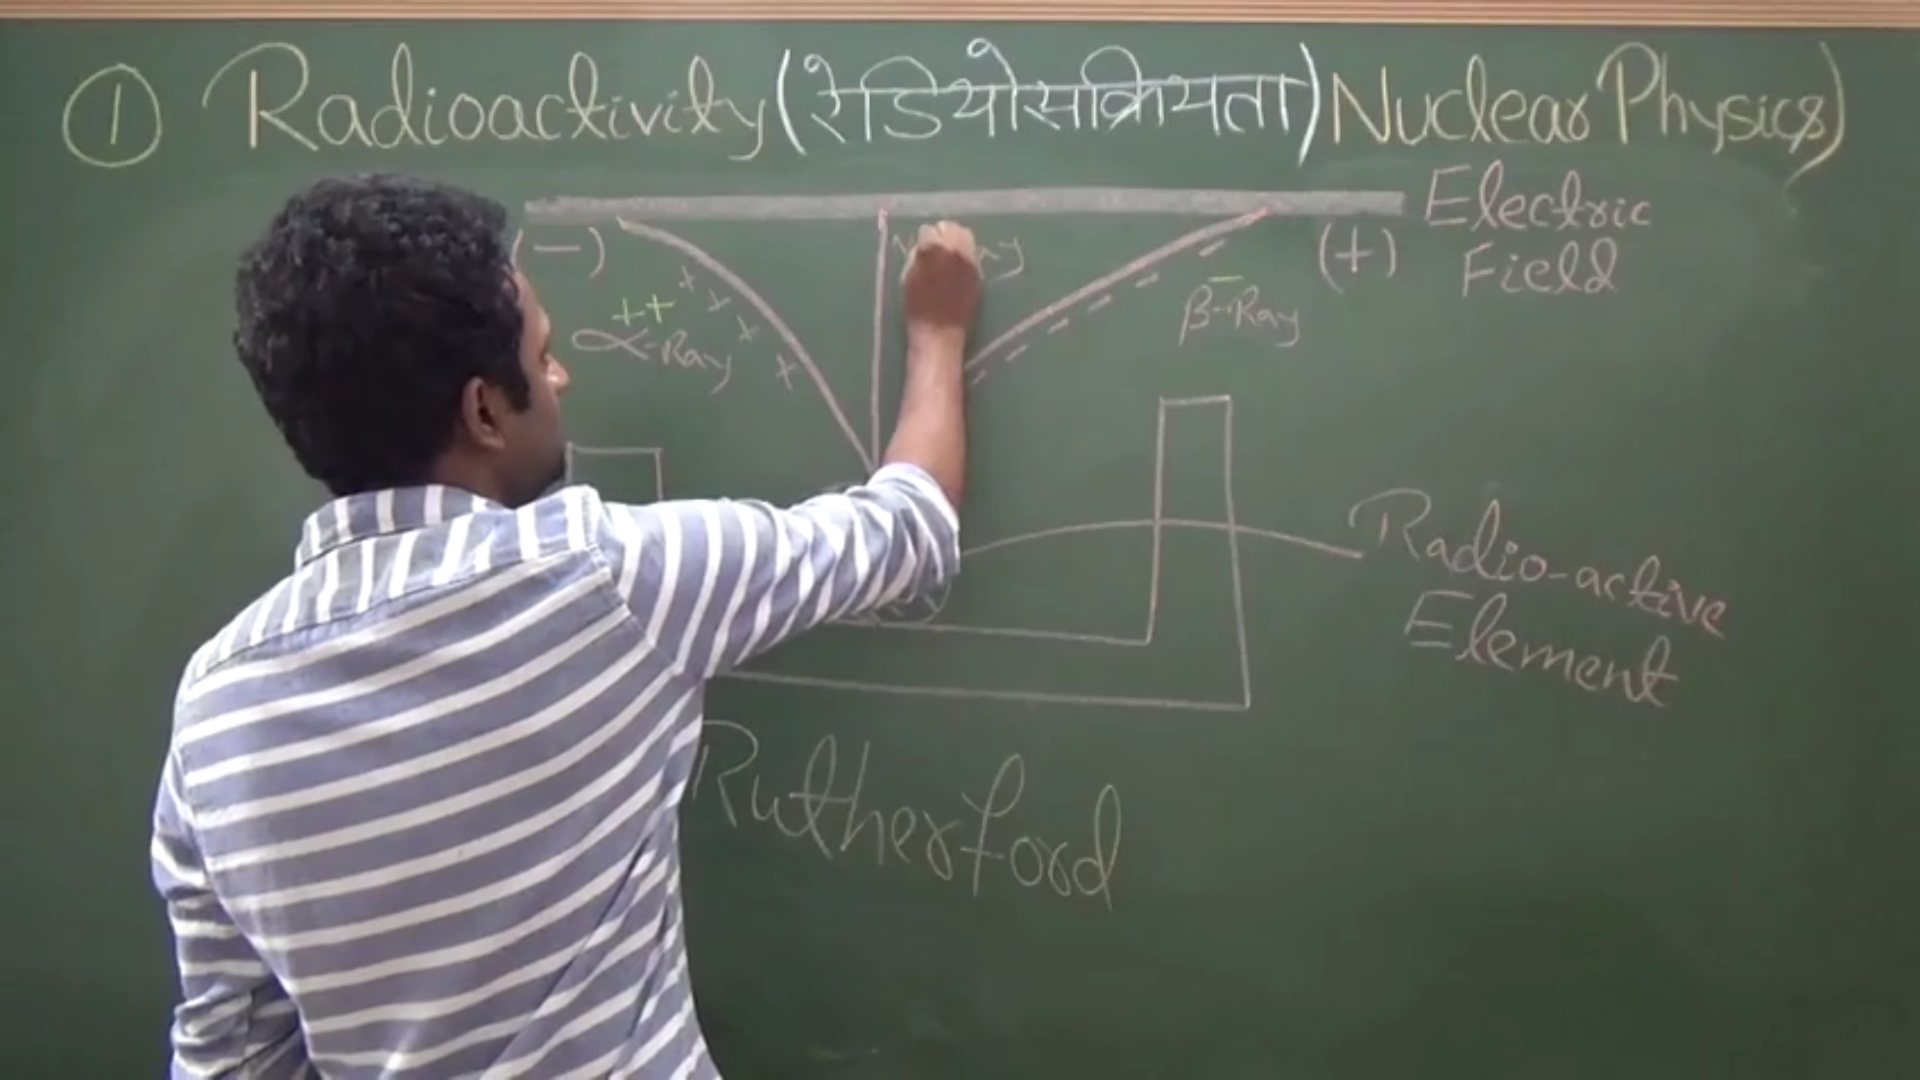 ① Radioactivity (रेडियोसक्रियता) Nuclear Physics)
Electric
Field
(-)
(+)
++
α-Ray
β-Ray
Radio-active
Element
Rutherford